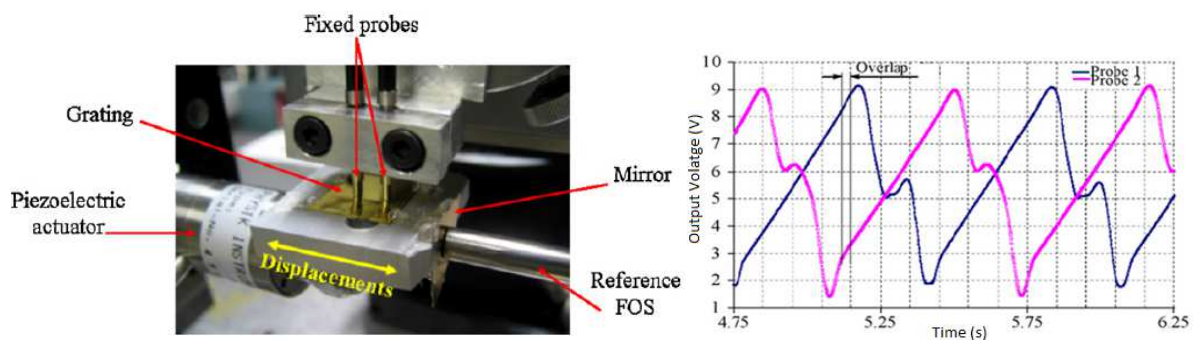 Fixed probes
Grating
Piezoelectric
actuator
Displacements
Mirror
Reference
FOS
Output Volatge (V)
10
9
8
7
6
5
4
3
2
1
Overlap
Probe 1
Probe 2
4.75
5.25
5.75
6.25
Time (s)